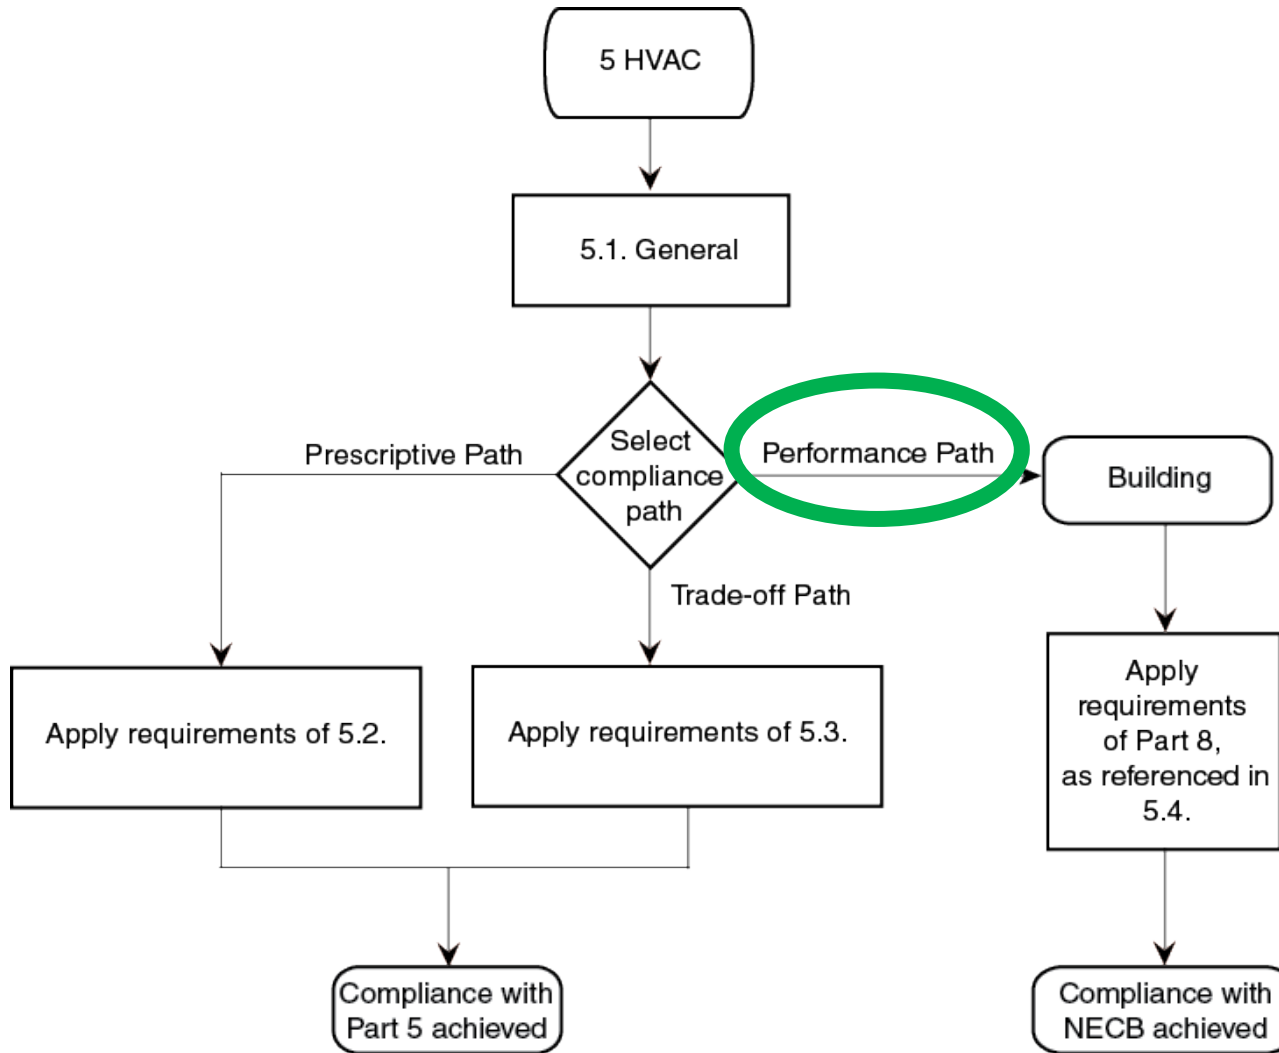 5 HVAC
5.1. General
Prescriptive Path
Select
compliance
path
Performance Path
Building
Trade-off Path
Apply requirements of 5.2.
Apply requirements of 5.3.
Apply
requirements
of Part 8,
as referenced in
5.4.
Compliance with
Part 5 achieved
Compliance with
NECB achieved